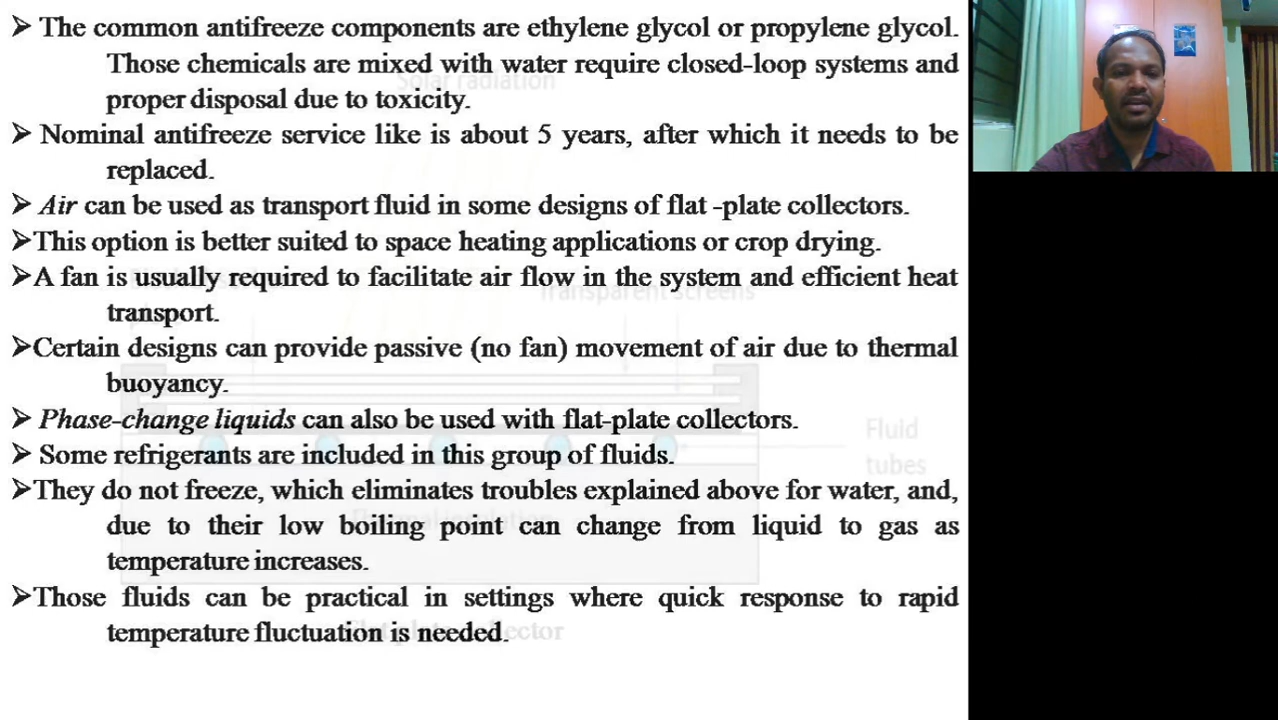 ➢ The common antifreeze components are ethylene glycol or propylene glycol.
Those chemicals are mixed with water require closed-loop systems and
proper disposal due to toxicity.
➢ Nominal antifreeze service like is about 5 years, after which it needs to be
replaced.
➢ Air can be used as transport fluid in some designs of flat -plate collectors.
➢This option is better suited to space heating applications or crop drying.
➢A fan is usually required to facilitate air flow in the system and efficient heat
transport.
➢Certain designs can provide passive (no fan) movement of air due to thermal
buoyancy.
➢ Phase-change liquids can also be used with flat-plate collectors.
➢ Some refrigerants are included in this group of fluids.
➢They do not freeze, which eliminates troubles explained above for water, and,
due to their low boiling point can change from liquid to gas as
temperature increases.
➢Those fluids can be practical in settings where quick response to rapid
temperature fluctuation is needed.
Solar radiation
Transparent screens
Fluid
tubes
Thermal insulation